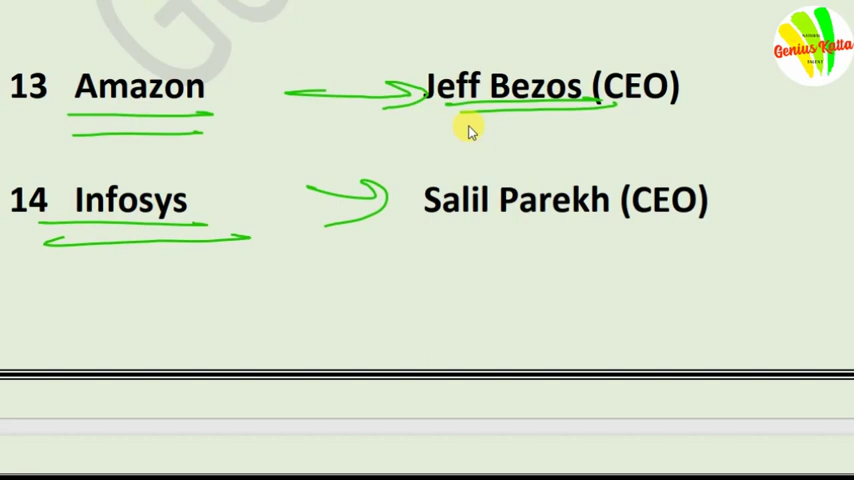 Genius Katta
13 Amazon Jeff Bezos (CEO)
14 Infosys Salil Parekh (CEO)